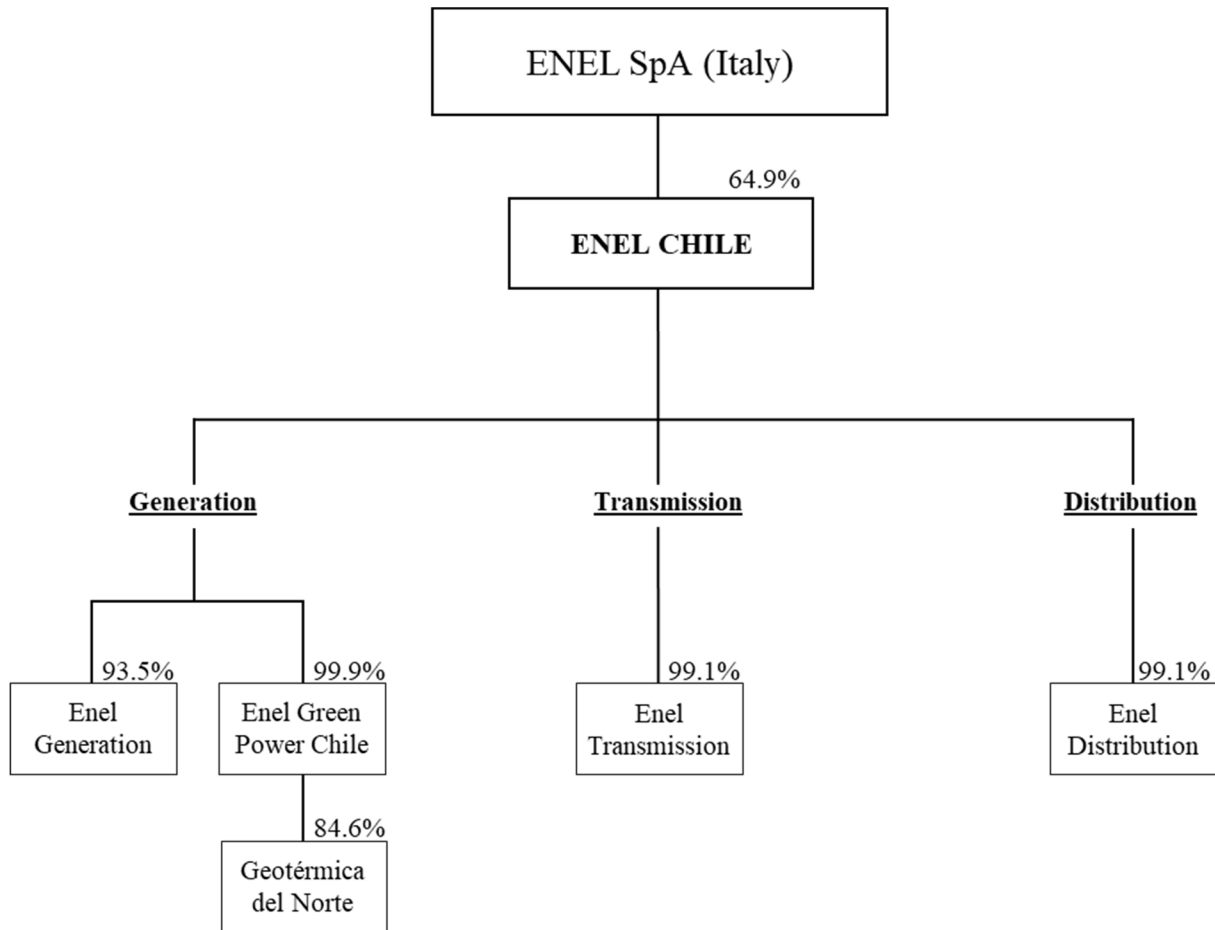 ENEL SpA (Italy)
64.9%
ENEL CHILE
Generation
Transmission
Distribution
93.5%
99.9%
99.1%
99.1%
Enel
Generation
Enel Green
Power Chile
Enel
Transmission
Enel
Distribution
84.6%
Geotérmica
del Norte